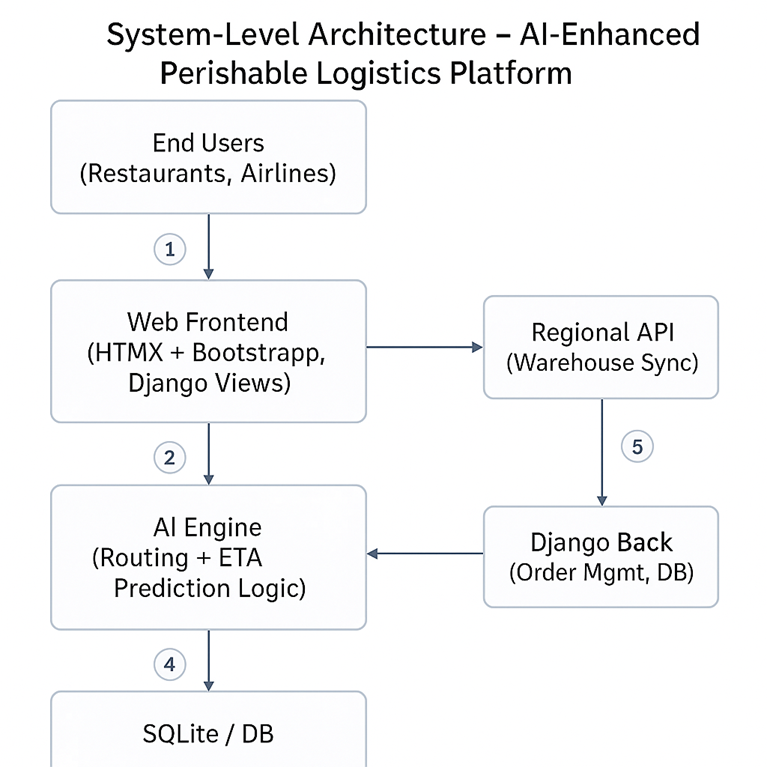 System-Level Architecture – AI-Enhanced
Perishable Logistics Platform
End Users
(Restaurants, Airlines)
1
Web Frontend
(HTMX + Bootstrapp,
Django Views)
Regional API
(Warehouse Sync)
2
5
AI Engine
(Routing + ETA
Prediction Logic)
Django Back
(Order Mgmt, DB)
4
SQLite / DB